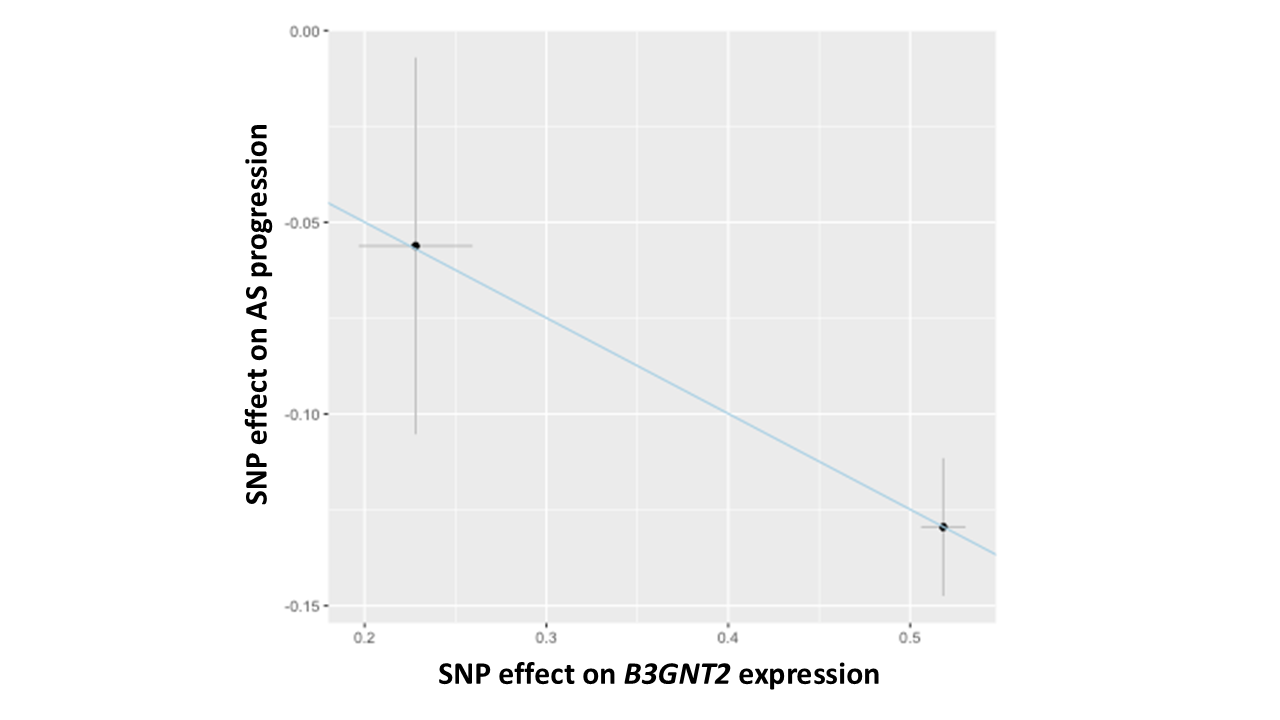 0.00
-0.05
-0.10
-0.15
SNP effect on AS progression
0.2 0.3 0.4 0.5
SNP effect on B3GNT2 expression